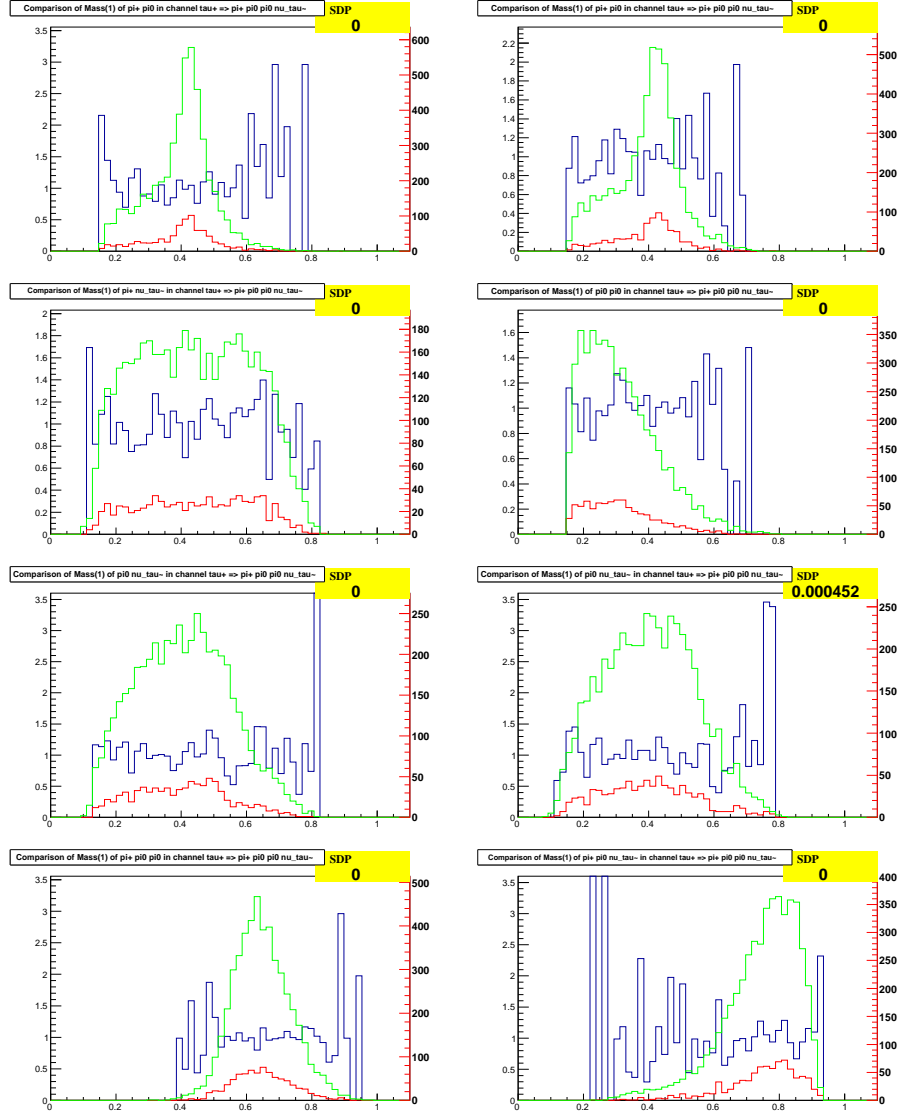 Comparison of Mass(1) of pi+ pi0 in channel tau+ => pi+ pi0 pi0 nu_tau~
SDP
0
0 0.5 1 1.5 2 2.5 3 3.5
0 100 200 300 400 500 600
0 0.2 0.4 0.6 0.8 1
Comparison of Mass(1) of pi+ pi0 in channel tau+ => pi+ pi0 pi0 nu_tau~
SDP
0
0 0.2 0.4 0.6 0.8 1 1.2 1.4 1.6 1.8 2 2.2
0 100 200 300 400 500
0 0.2 0.4 0.6 0.8 1
Comparison of Mass(1) of pi+ nu_tau~ in channel tau+ => pi+ pi0 pi0 nu_tau~
SDP
0
0 0.2 0.4 0.6 0.8 1 1.2 1.4 1.6 1.8 2
0 20 40 60 80 100 120 140 160 180
0 0.2 0.4 0.6 0.8 1
Comparison of Mass(1) of pi0 pi0 in channel tau+ => pi+ pi0 pi0 nu_tau~
SDP
0
0 0.2 0.4 0.6 0.8 1 1.2 1.4 1.6
0 50 100 150 200 250 300 350
0 0.2 0.4 0.6 0.8 1
Comparison of Mass(1) of pi0 nu_tau~ in channel tau+ => pi+ pi0 pi0 nu_tau~
SDP
0
0 0.5 1 1.5 2 2.5 3 3.5
0 50 100 150 200 250
0 0.2 0.4 0.6 0.8 1
Comparison of Mass(1) of pi0 nu_tau~ in channel tau+ => pi+ pi0 pi0 nu_tau~
SDP
0.000452
0 0.5 1 1.5 2 2.5 3 3.5
0 50 100 150 200 250
0 0.2 0.4 0.6 0.8 1
Comparison of Mass(1) of pi+ pi0 pi0 in channel tau+ => pi+ pi0 pi0 nu_tau~
SDP
0
0 0.5 1 1.5 2 2.5 3 3.5
0 100 200 300 400 500
0 0.2 0.4 0.6 0.8 1
Comparison of Mass(1) of pi+ pi0 nu_tau~ in channel tau+ => pi+ pi0 pi0 nu_tau~
SDP
0
0 0.5 1 1.5 2 2.5 3 3.5
0 50 100 150 200 250 300 350 400
0 0.2 0.4 0.6 0.8 1